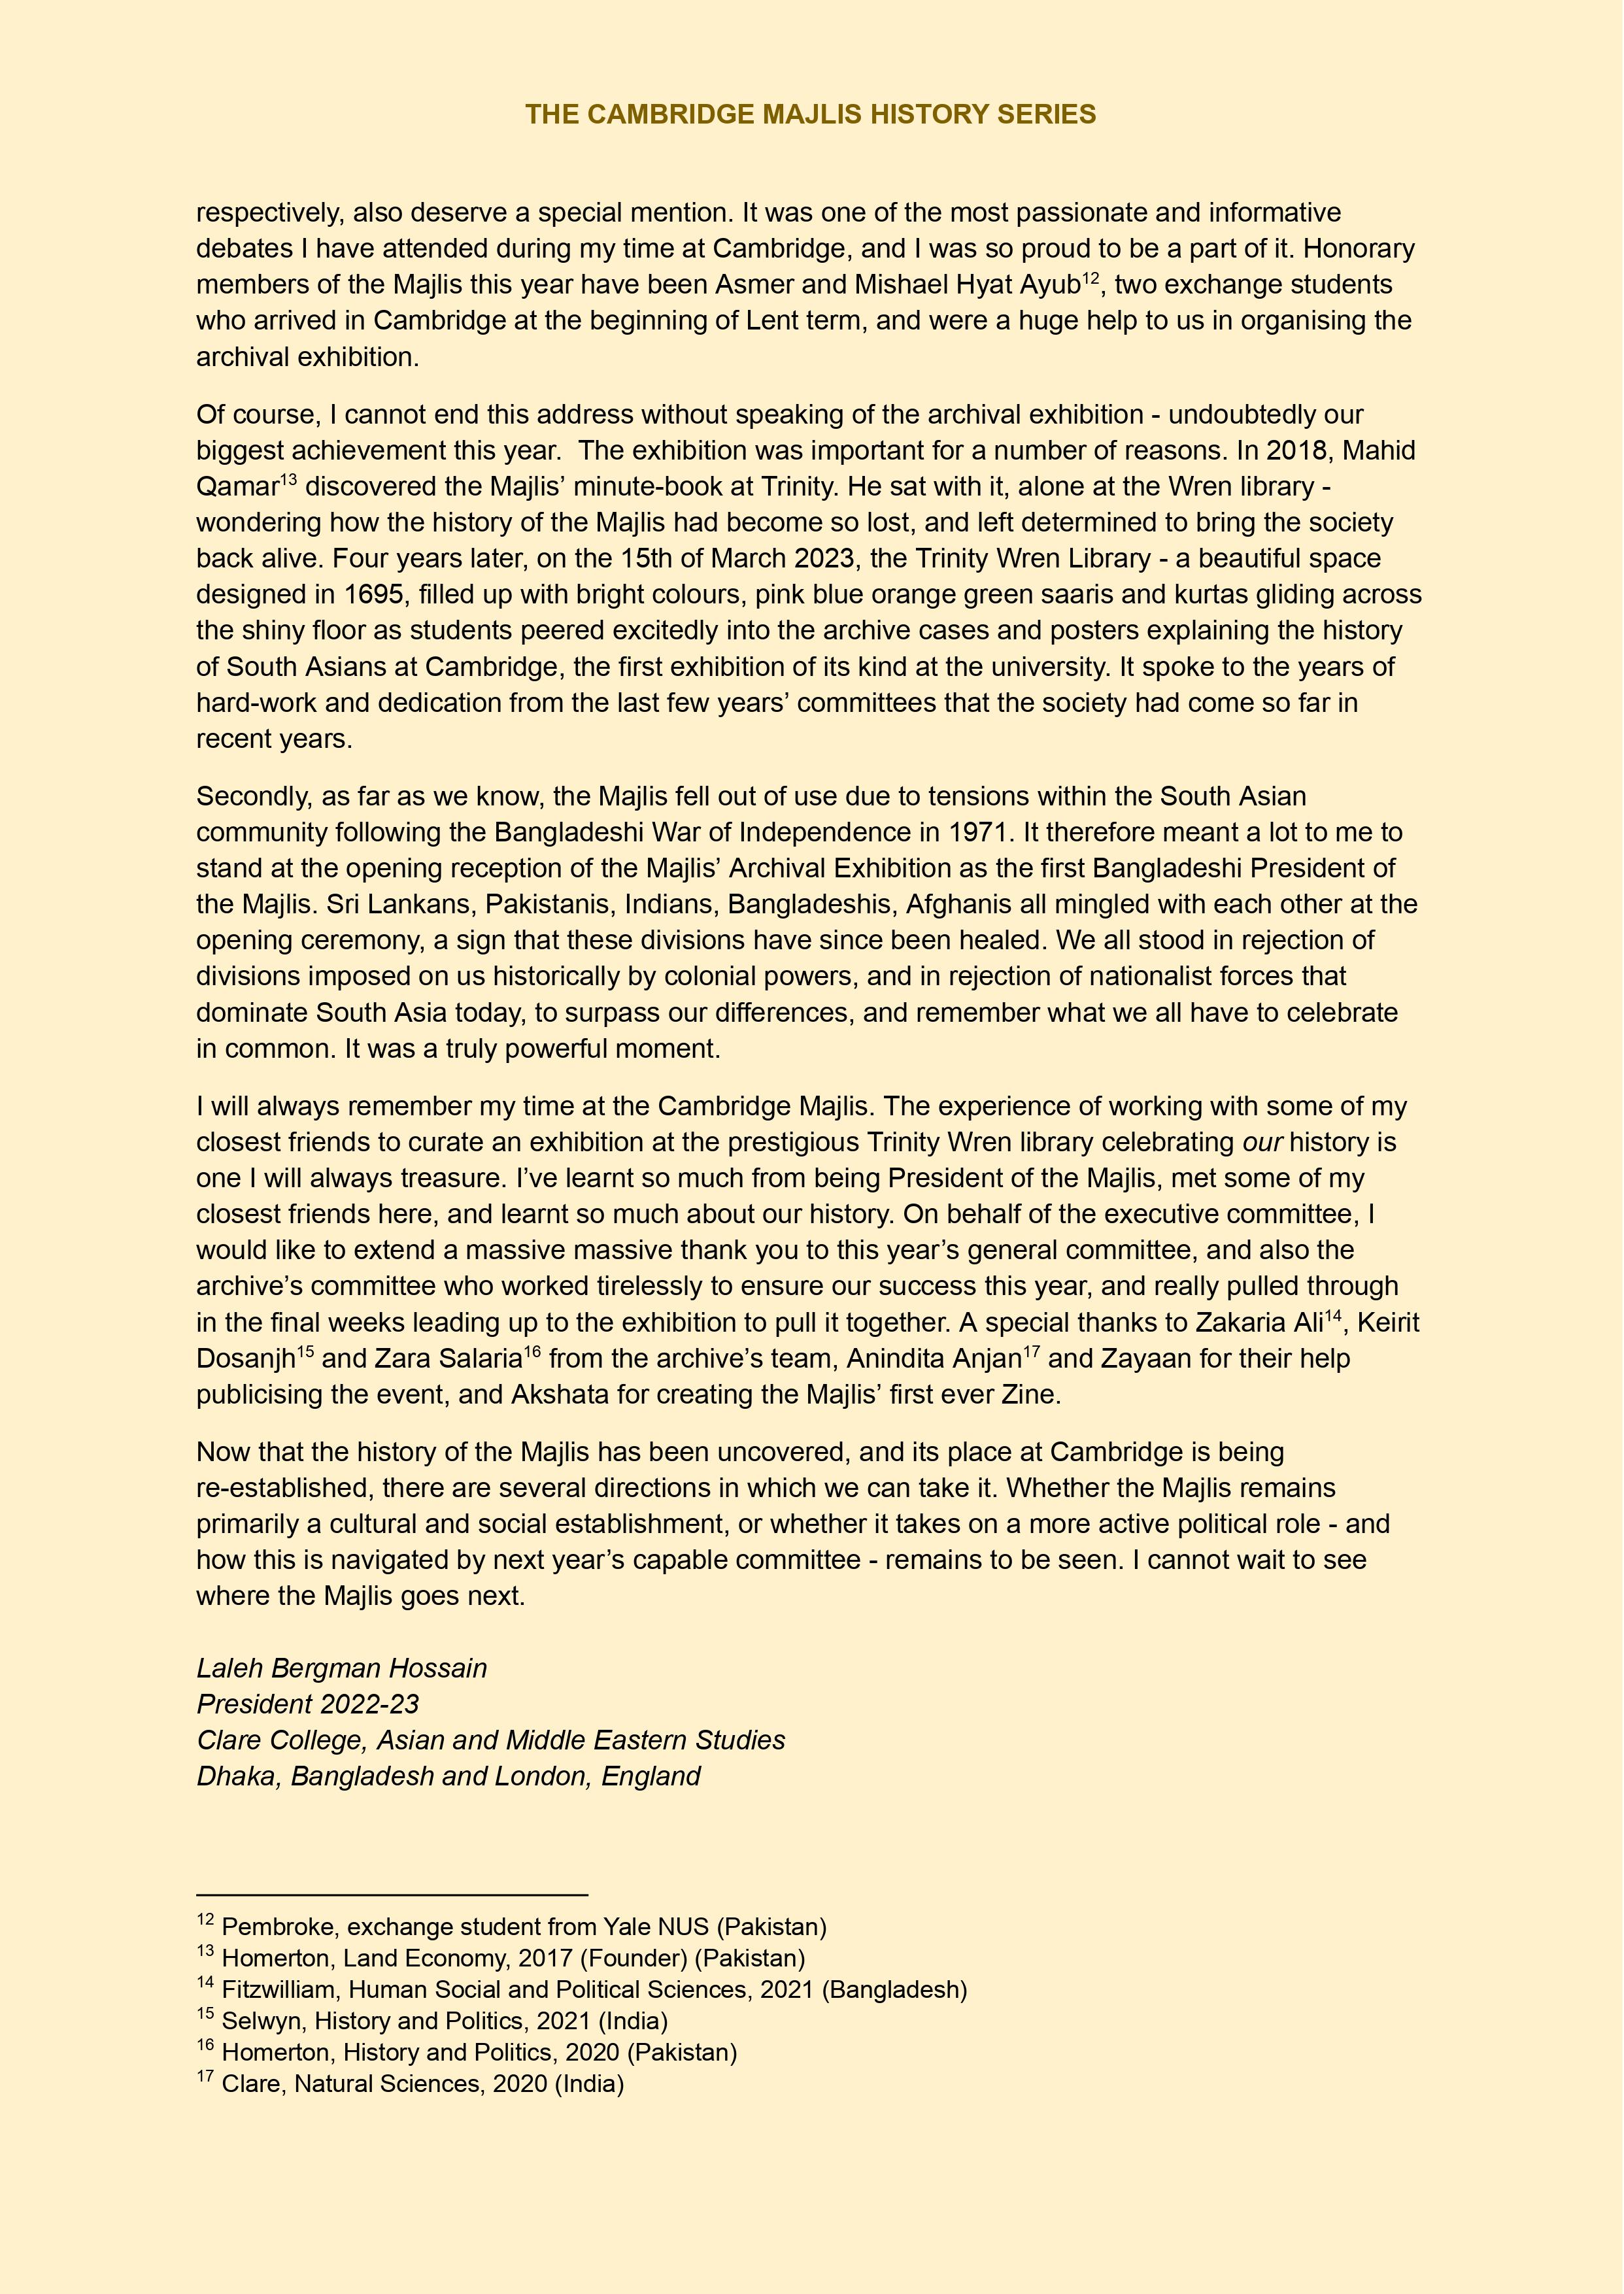 THE CAMBRIDGE MAJLIS HISTORY SERIES
respectively, also deserve a special mention. It was one of the most passionate and informative
debates I have attended during my time at Cambridge, and I was so proud to be a part of it. Honorary
members of the Majlis this year have been Asmer and Mishael Hyat Ayub¹², two exchange students
who arrived in Cambridge at the beginning of Lent term, and were a huge help to us in organising the
archival exhibition.
Of course, I cannot end this address without speaking of the archival exhibition - undoubtedly our
biggest achievement this year.  The exhibition was important for a number of reasons. In 2018, Mahid
Qamar¹³ discovered the Majlis’ minute-book at Trinity. He sat with it, alone at the Wren library -
wondering how the history of the Majlis had become so lost, and left determined to bring the society
back alive. Four years later, on the 15th of March 2023, the Trinity Wren Library - a beautiful space
designed in 1695, filled up with bright colours, pink blue orange green saaris and kurtas gliding across
the shiny floor as students peered excitedly into the archive cases and posters explaining the history
of South Asians at Cambridge, the first exhibition of its kind at the university. It spoke to the years of
hard-work and dedication from the last few years’ committees that the society had come so far in
recent years.
Secondly, as far as we know, the Majlis fell out of use due to tensions within the South Asian
community following the Bangladeshi War of Independence in 1971. It therefore meant a lot to me to
stand at the opening reception of the Majlis’ Archival Exhibition as the first Bangladeshi President of
the Majlis. Sri Lankans, Pakistanis, Indians, Bangladeshis, Afghanis all mingled with each other at the
opening ceremony, a sign that these divisions have since been healed. We all stood in rejection of
divisions imposed on us historically by colonial powers, and in rejection of nationalist forces that
dominate South Asia today, to surpass our differences, and remember what we all have to celebrate
in common. It was a truly powerful moment.
I will always remember my time at the Cambridge Majlis. The experience of working with some of my
closest friends to curate an exhibition at the prestigious Trinity Wren library celebrating our history is
one I will always treasure. I’ve learnt so much from being President of the Majlis, met some of my
closest friends here, and learnt so much about our history. On behalf of the executive committee, I
would like to extend a massive massive thank you to this year’s general committee, and also the
archive’s committee who worked tirelessly to ensure our success this year, and really pulled through
in the final weeks leading up to the exhibition to pull it together. A special thanks to Zakaria Ali¹⁴, Keirit
Dosanjh¹⁵ and Zara Salaria¹⁶ from the archive’s team, Anindita Anjan¹⁷ and Zayaan for their help
publicising the event, and Akshata for creating the Majlis’ first ever Zine.
Now that the history of the Majlis has been uncovered, and its place at Cambridge is being
re-established, there are several directions in which we can take it. Whether the Majlis remains
primarily a cultural and social establishment, or whether it takes on a more active political role - and
how this is navigated by next year’s capable committee - remains to be seen. I cannot wait to see
where the Majlis goes next.
Laleh Bergman Hossain
President 2022-23
Clare College, Asian and Middle Eastern Studies
Dhaka, Bangladesh and London, England
¹² Pembroke, exchange student from Yale NUS (Pakistan)
¹³ Homerton, Land Economy, 2017 (Founder) (Pakistan)
¹⁴ Fitzwilliam, Human Social and Political Sciences, 2021 (Bangladesh)
¹⁵ Selwyn, History and Politics, 2021 (India)
¹⁶ Homerton, History and Politics, 2020 (Pakistan)
¹⁷ Clare, Natural Sciences, 2020 (India)